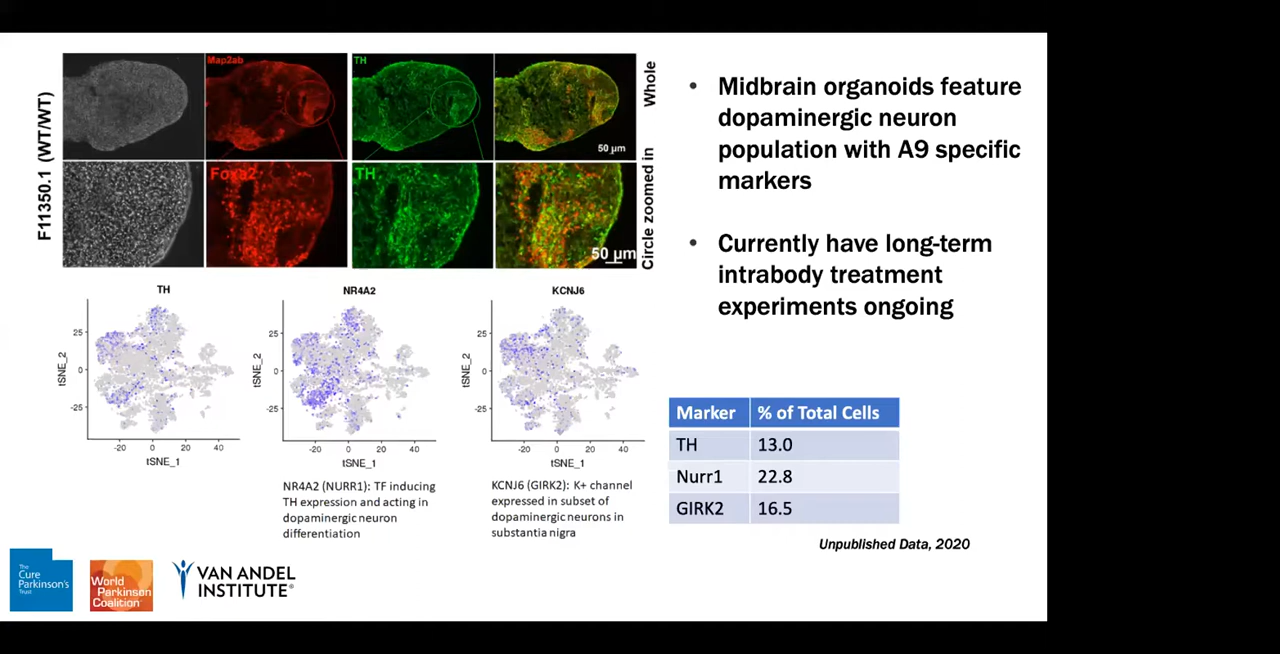 F11350.1 (WT/WT)
Map2ab
TH
50 µm
Whole
Foxa2
TH
50 µm
Circle zoomed in
• Midbrain organoids feature
dopaminergic neuron
population with A9 specific
markers
• Currently have long-term
intrabody treatment
experiments ongoing
TH
tSNE_2
25
0
-25
-20 0 20 40
tSNE_1
NR4A2
tSNE_2
25
0
-25
-20 0 20 40
tSNE_1
NR4A2 (NURR1): TF inducing
TH expression and acting in
dopaminergic neuron
differentiation
KCNJ6
tSNE_2
25
0
-25
-20 0 20 40
tSNE_1
KCNJ6 (GIRK2): K+ channel
expressed in subset of
dopaminergic neurons in
substantia nigra
Marker % of Total Cells
TH 13.0
Nurr1 22.8
GIRK2 16.5
Unpublished Data, 2020
The
Cure
Parkinson's
Trust
World
Parkinson
Coalition
VAN ANDEL
INSTITUTE®